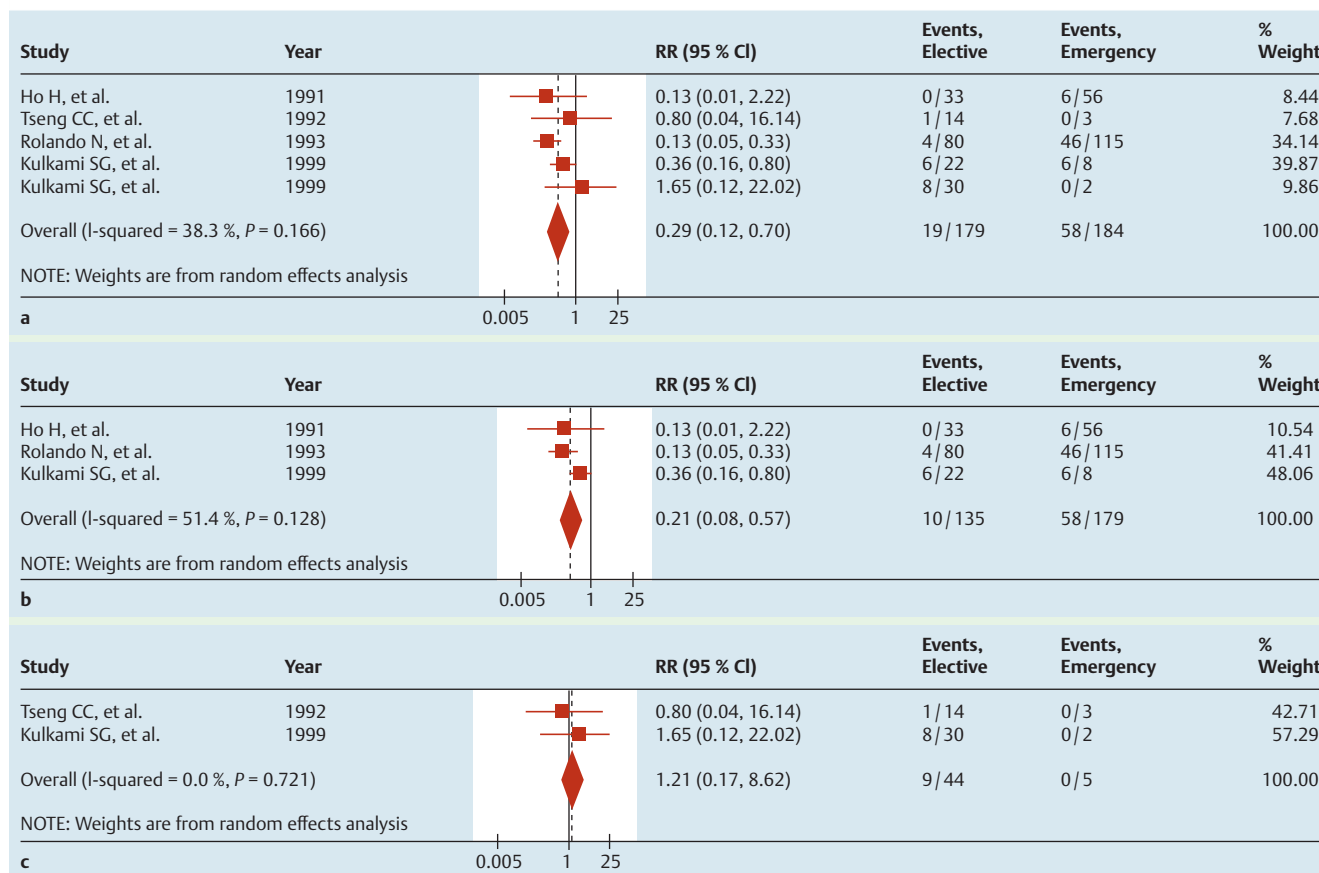 Study Year RR (95 % CI) Events, Elective Events, Emergency % Weight
Ho H, et al. 1991 0.13 (0.01, 2.22) 0/33 6/56 8.44
Tseng CC, et al. 1992 0.80 (0.04, 16.14) 1/14 0/3 7.68
Rolando N, et al. 1993 0.13 (0.05, 0.33) 4/80 46/115 34.14
Kulkami SG, et al. 1999 0.36 (0.16, 0.80) 6/22 6/8 39.87
Kulkami SG, et al. 1999 1.65 (0.12, 22.02) 8/30 0/2 9.86
Overall (I-squared = 38.3 %, P = 0.166) 0.29 (0.12, 0.70) 19/179 58/184 100.00
NOTE: Weights are from random effects analysis
a 0.005 1 25
Study Year RR (95 % CI) Events, Elective Events, Emergency % Weight
Ho H, et al. 1991 0.13 (0.01, 2.22) 0/33 6/56 10.54
Rolando N, et al. 1993 0.13 (0.05, 0.33) 4/80 46/115 41.41
Kulkami SG, et al. 1999 0.36 (0.16, 0.80) 6/22 6/8 48.06
Overall (I-squared = 51.4 %, P = 0.128) 0.21 (0.08, 0.57) 10/135 58/179 100.00
NOTE: Weights are from random effects analysis
b 0.005 1 25
Study Year RR (95 % CI) Events, Elective Events, Emergency % Weight
Tseng CC, et al. 1992 0.80 (0.04, 16.14) 1/14 0/3 42.71
Kulkami SG, et al. 1999 1.65 (0.12, 22.02) 8/30 0/2 57.29
Overall (I-squared = 0.0 %, P = 0.721) 1.21 (0.17, 8.62) 9/44 0/5 100.00
NOTE: Weights are from random effects analysis
c 0.005 1 25